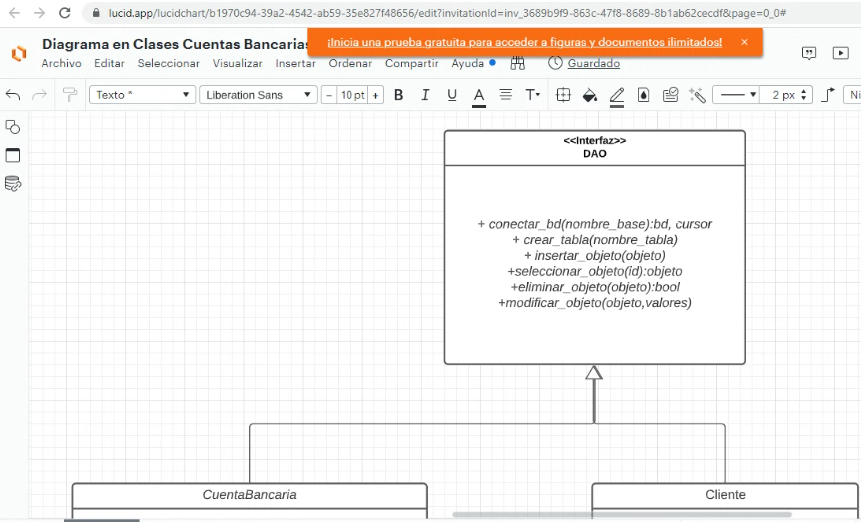 lucid.app/lucidchart/b1970c94-39a2-4542-ab59-35e827f48656/edit?invitationId=inv_3689b9f9-863c-47f8-8689-8b1ab62cecdf&page=0_0#
Diagrama en Clases Cuentas Bancarias
¡Inicia una prueba gratuita para acceder a figuras y documentos ilimitados! ×
Archivo Editar Seleccionar Visualizar Insertar Ordenar Compartir Ayuda Guardado
Texto * Liberation Sans - 10 pt + B I U A T 2 px Ni
<<Interfaz>>
DAO
+ conectar_bd(nombre_base):bd, cursor
+ crear_tabla(nombre_tabla)
+ insertar_objeto(objeto)
+seleccionar_objeto(id):objeto
+eliminar_objeto(objeto):bool
+modificar_objeto(objeto,valores)
CuentaBancaria
Cliente